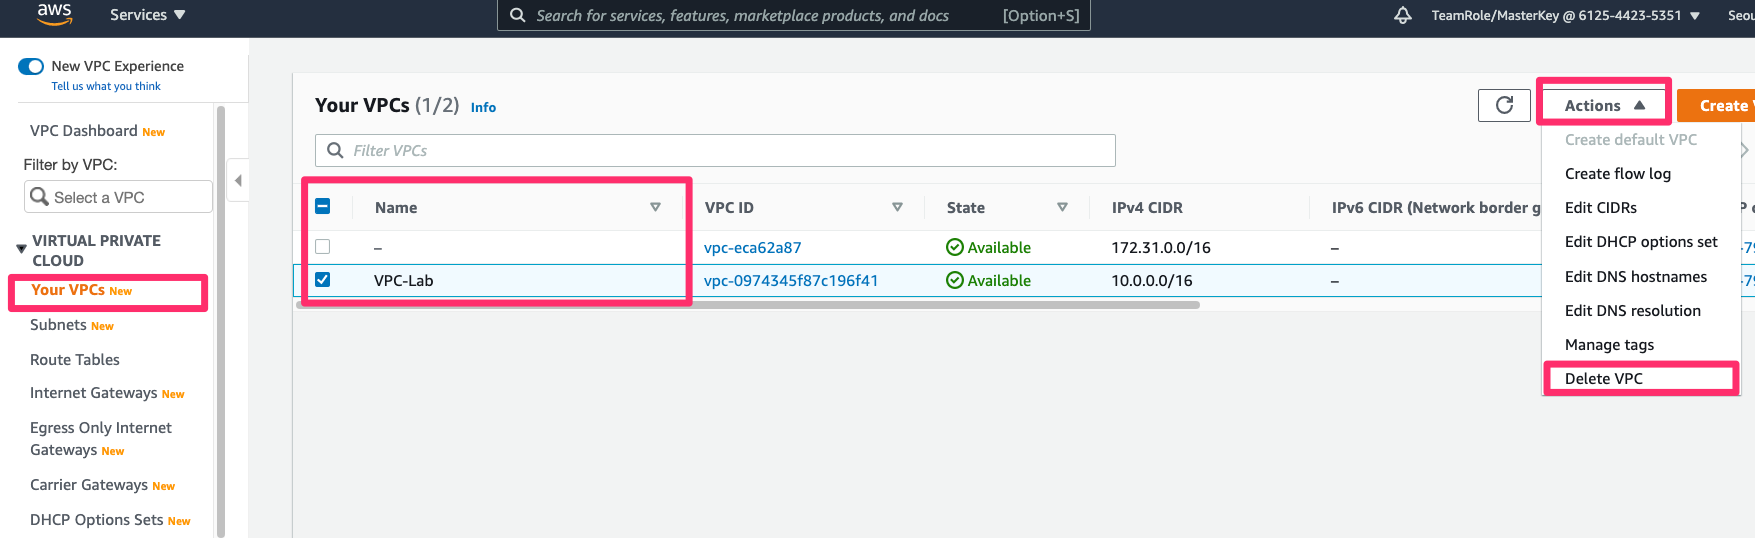 aws
Services ▼
Search for services, features, marketplace products, and docs
[Option+S]
TeamRole/MasterKey @ 6125-4423-5351 ▼
Seou
New VPC Experience
Tell us what you think
VPC Dashboard New
Filter by VPC:
Select a VPC
VIRTUAL PRIVATE
CLOUD
Your VPCs New
Subnets New
Route Tables
Internet Gateways New
Egress Only Internet
Gateways New
Carrier Gateways New
DHCP Options Sets New
Your VPCs (1/2) Info
Actions
Create
Filter VPCs
Name VPC ID State IPv4 CIDR IPv6 CIDR (Network border g
– vpc-eca62a87 Available 172.31.0.0/16 –
VPC-Lab vpc-0974345f87c196f41 Available 10.0.0.0/16 –
Create default VPC
Create flow log
Edit CIDRs
Edit DHCP options set
Edit DNS hostnames
Edit DNS resolution
Manage tags
Delete VPC